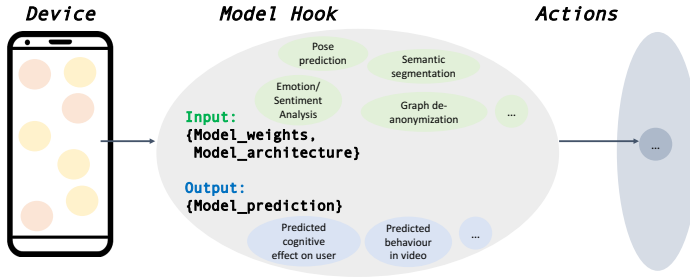 Device
Model Hook
Actions
Pose
prediction
Semantic
segmentation
Emotion/
Sentiment
Analysis
Graph de-
anonymization
...
Input:
{Model_weights,
Model_architecture}
Output:
{Model_prediction}
Predicted
cognitive
effect on user
Predicted
behaviour
in video
...
...